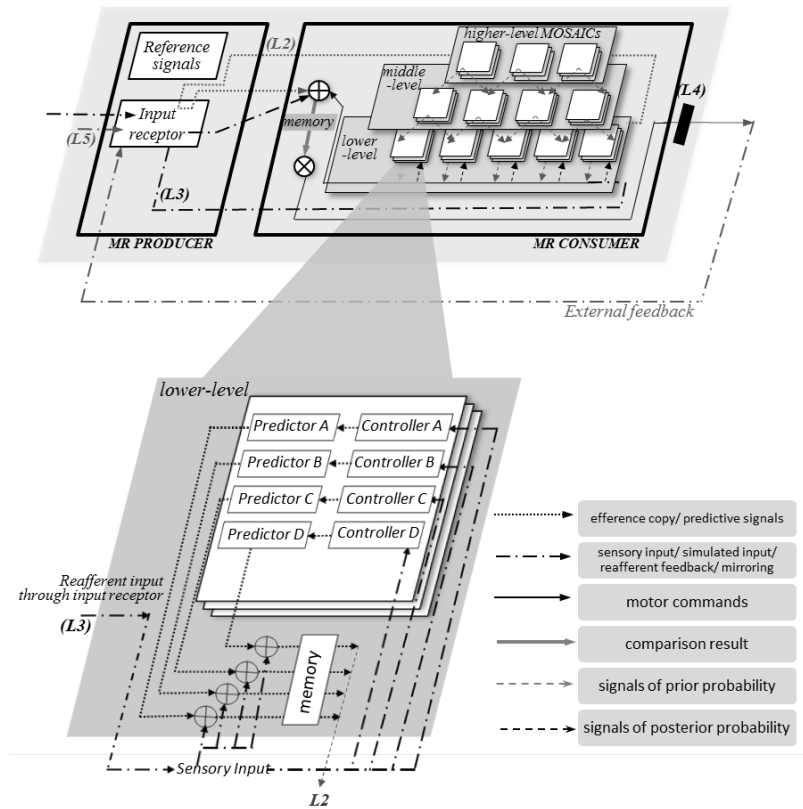 Reference
signals
(L2)
higher-level MOSAICs
middle
-level
(L4)
Input
receptor
(L5)
memory
lower
-level
(L3)
MR PRODUCER
MR CONSUMER
External feedback
lower-level
Predictor A
Controller A
Predictor B
Controller B
Predictor C
Controller C
Predictor D
Controller D
Reafferent input
through input receptor
(L3)
memory
Sensory Input
L2
efference copy/ predictive signals
sensory input/ simulated input/
reafferent feedback/ mirroring
motor commands
comparison result
signals of prior probability
signals of posterior probability